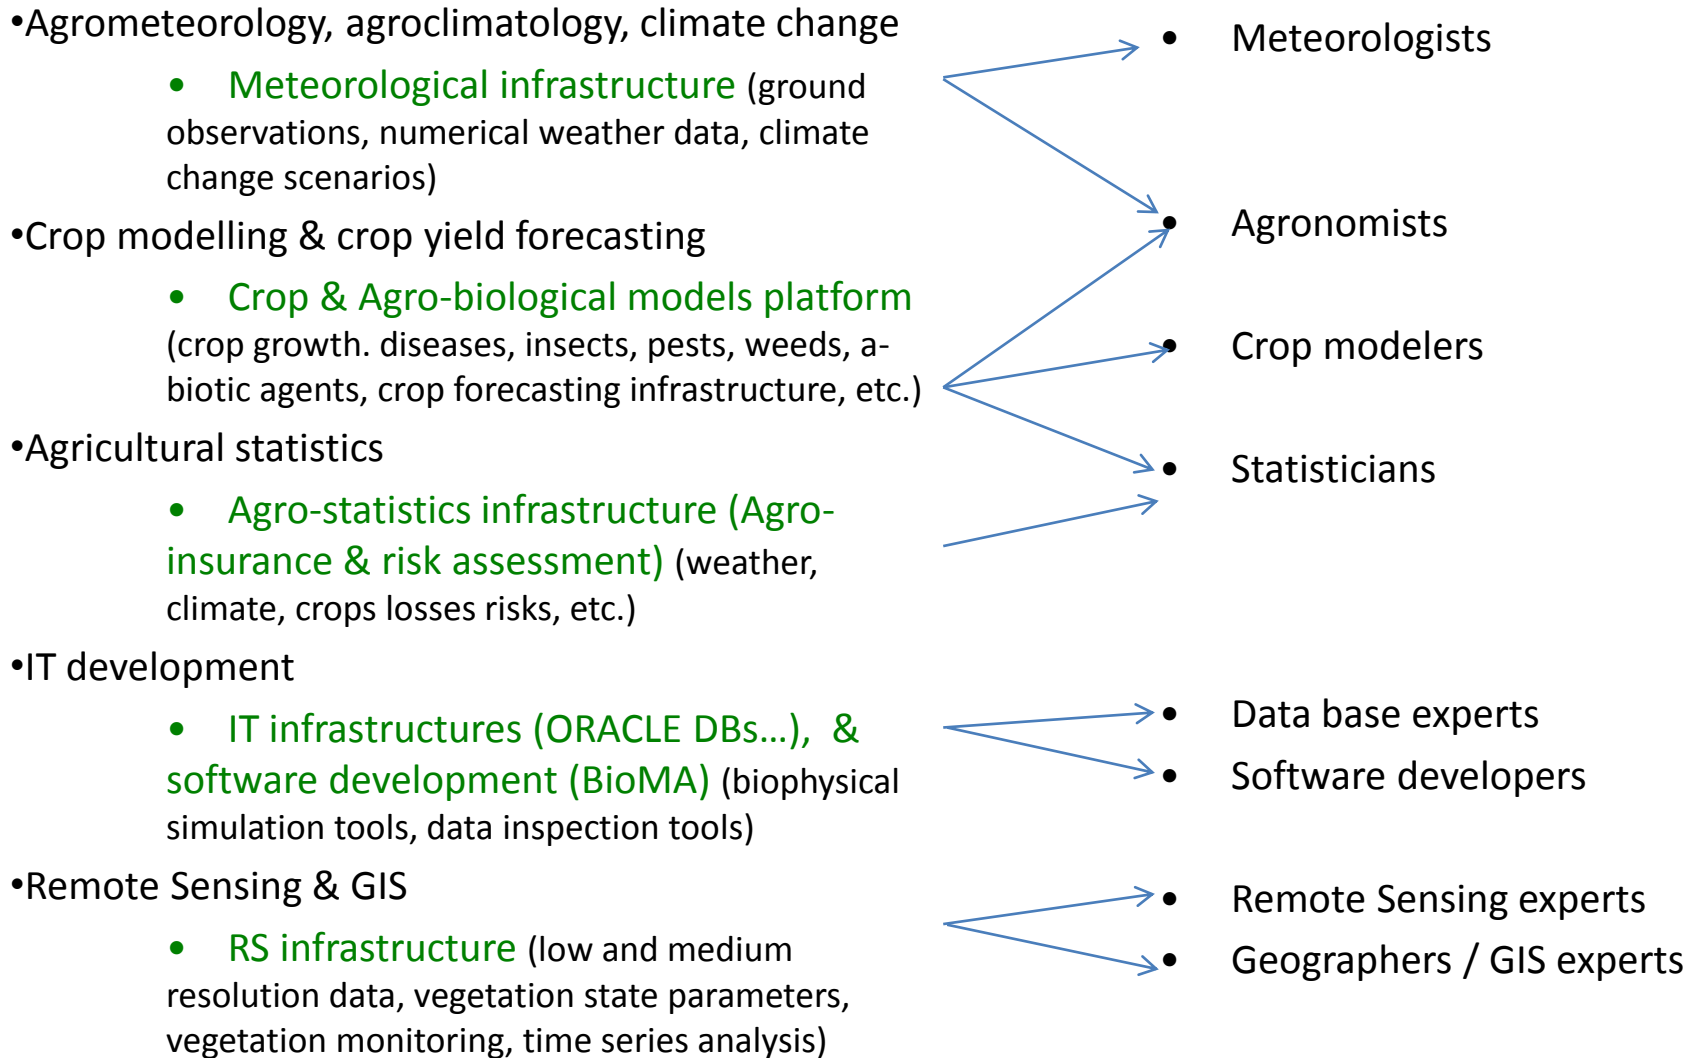 •Agrometeorology, agroclimatology, climate change
• Meteorological infrastructure (ground
observations, numerical weather data, climate
change scenarios)
•Crop modelling & crop yield forecasting
• Crop & Agro-biological models platform
(crop growth. diseases, insects, pests, weeds, a-
biotic agents, crop forecasting infrastructure, etc.)
•Agricultural statistics
• Agro-statistics infrastructure (Agro-
insurance & risk assessment) (weather,
climate, crops losses risks, etc.)
•IT development
• IT infrastructures (ORACLE DBs…), &
software development (BioMA) (biophysical
simulation tools, data inspection tools)
•Remote Sensing & GIS
• RS infrastructure (low and medium
resolution data, vegetation state parameters,
vegetation monitoring, time series analysis)
• Meteorologists
• Agronomists
• Crop modelers
• Statisticians
• Data base experts
• Software developers
• Remote Sensing experts
• Geographers / GIS experts